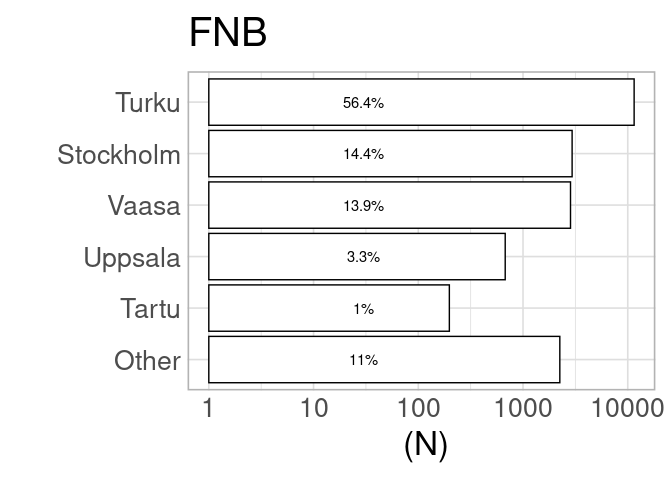 FNB
Turku 56.4%
Stockholm 14.4%
Vaasa 13.9%
Uppsala 3.3%
Tartu 1%
Other 11%
1 10 100 1000 10000
(N)